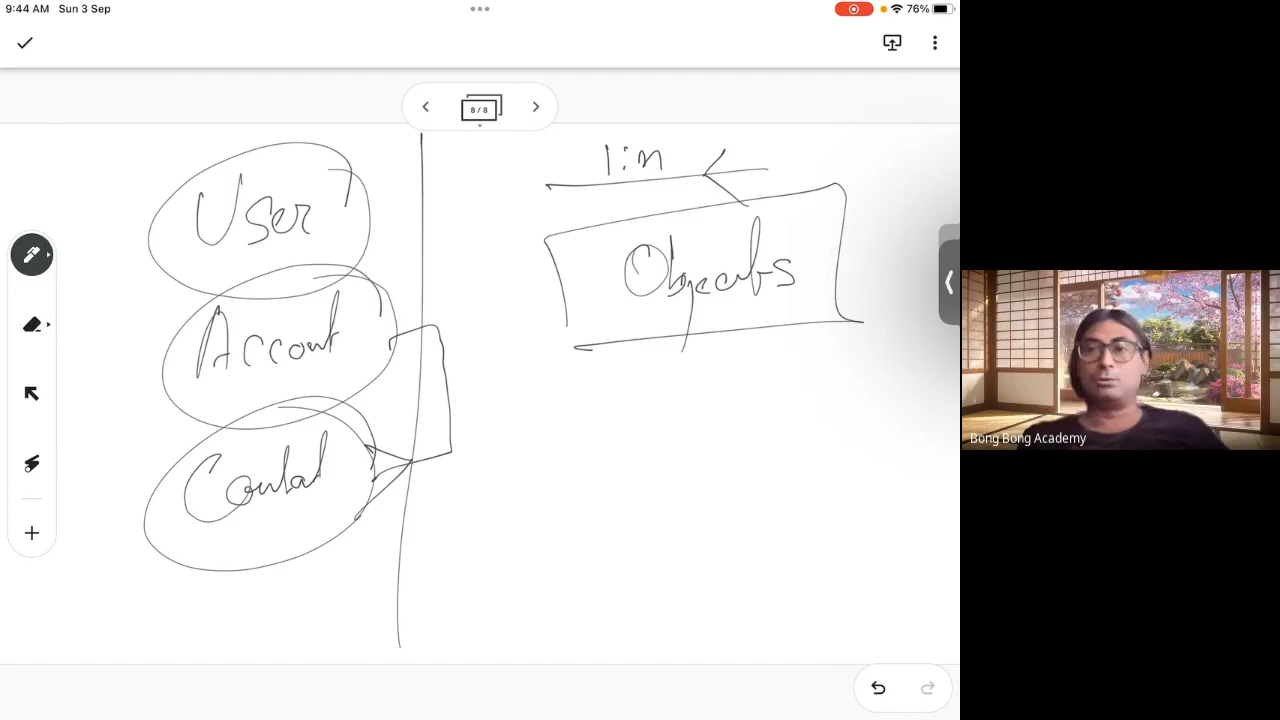 9:44 AM Sun 3 Sep
76%
8 / 8
1:n
User
Objects
Account
Contact
Bong Bong Academy